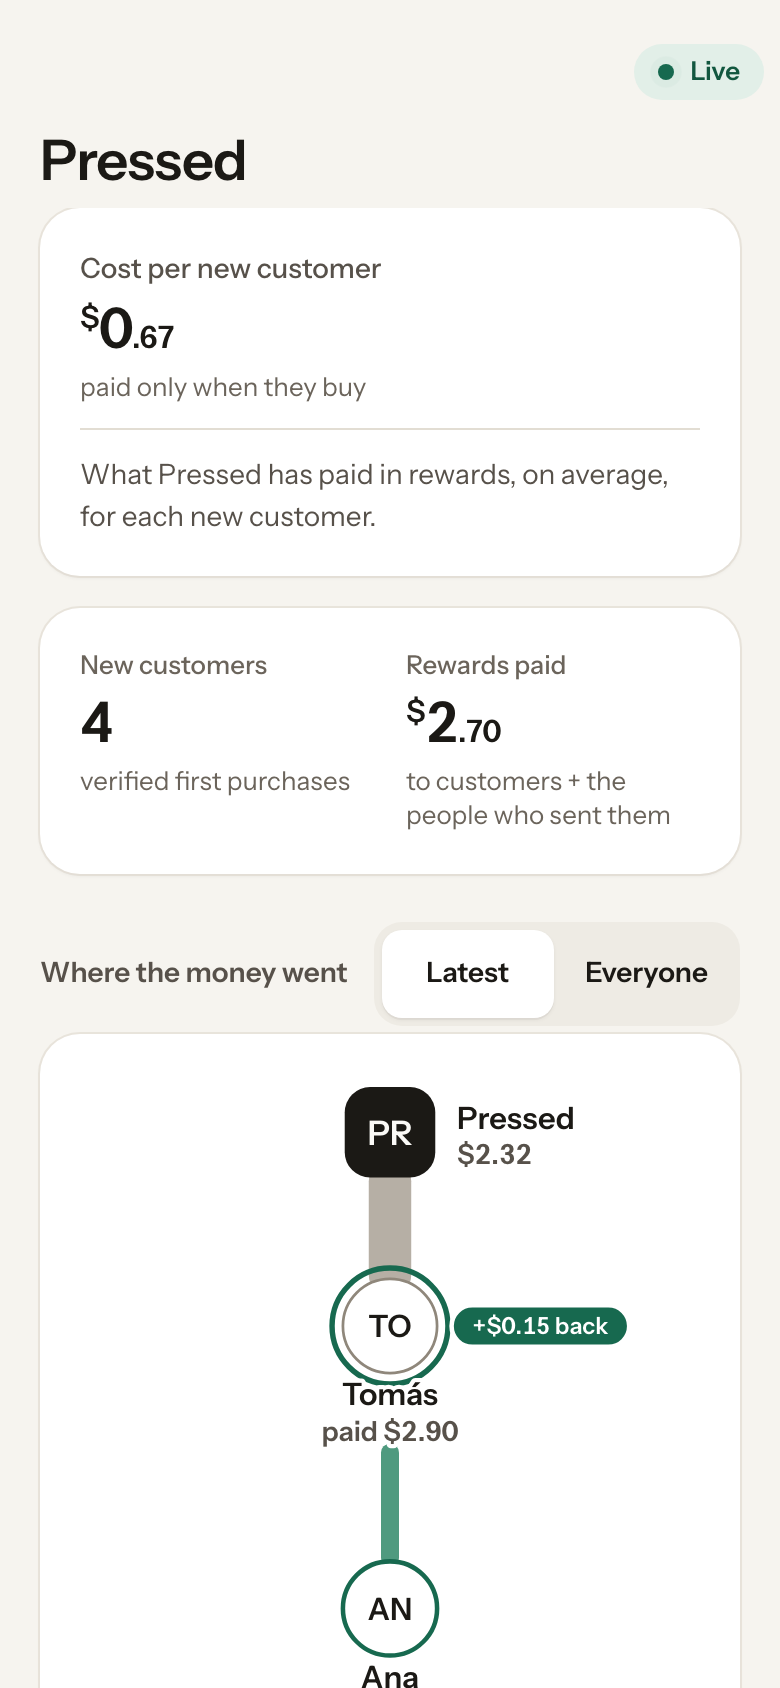 Live
Pressed
Cost per new customer
$0.67
paid only when they buy
What Pressed has paid in rewards, on average,
for each new customer.
New customers
4
verified first purchases
Rewards paid
$2.70
to customers + the
people who sent them
Where the money went
Latest
Everyone
PR
Pressed
$2.32
TO
+$0.15 back
Tomás
paid $2.90
AN
Ana